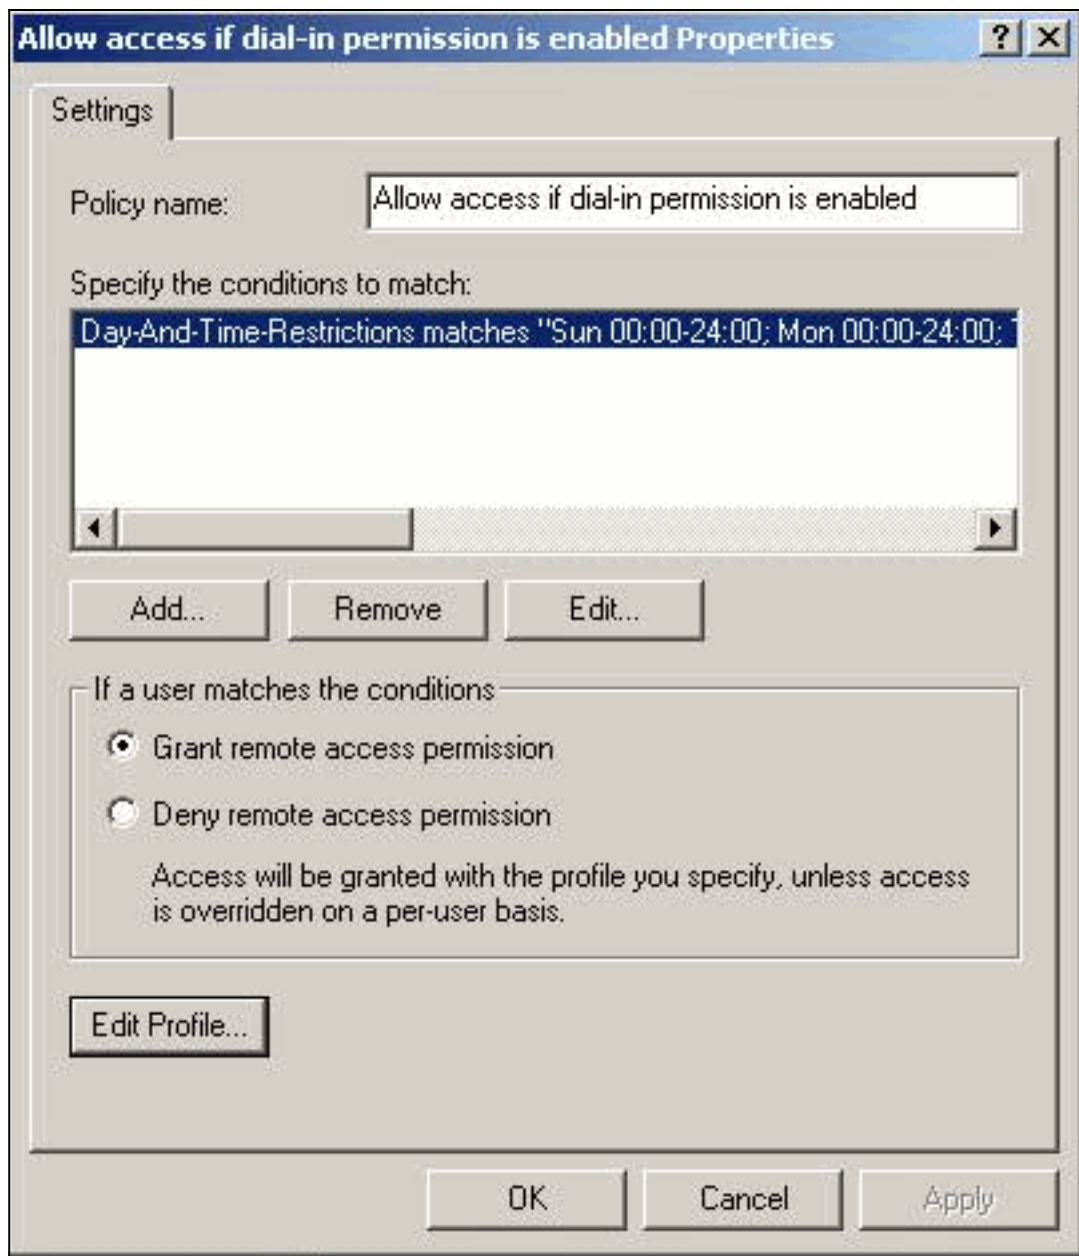 Allow access if dial-in permission is enabled Properties
Settings
Policy name:
Allow access if dial-in permission is enabled
Specify the conditions to match:
Day-And-Time-Restrictions matches "Sun 00:00-24:00; Mon 00:00-24:00;
Add...
Remove
Edit...
If a user matches the conditions
Grant remote access permission
Deny remote access permission
Access will be granted with the profile you specify, unless access
is overridden on a per-user basis.
Edit Profile...
OK
Cancel
Apply